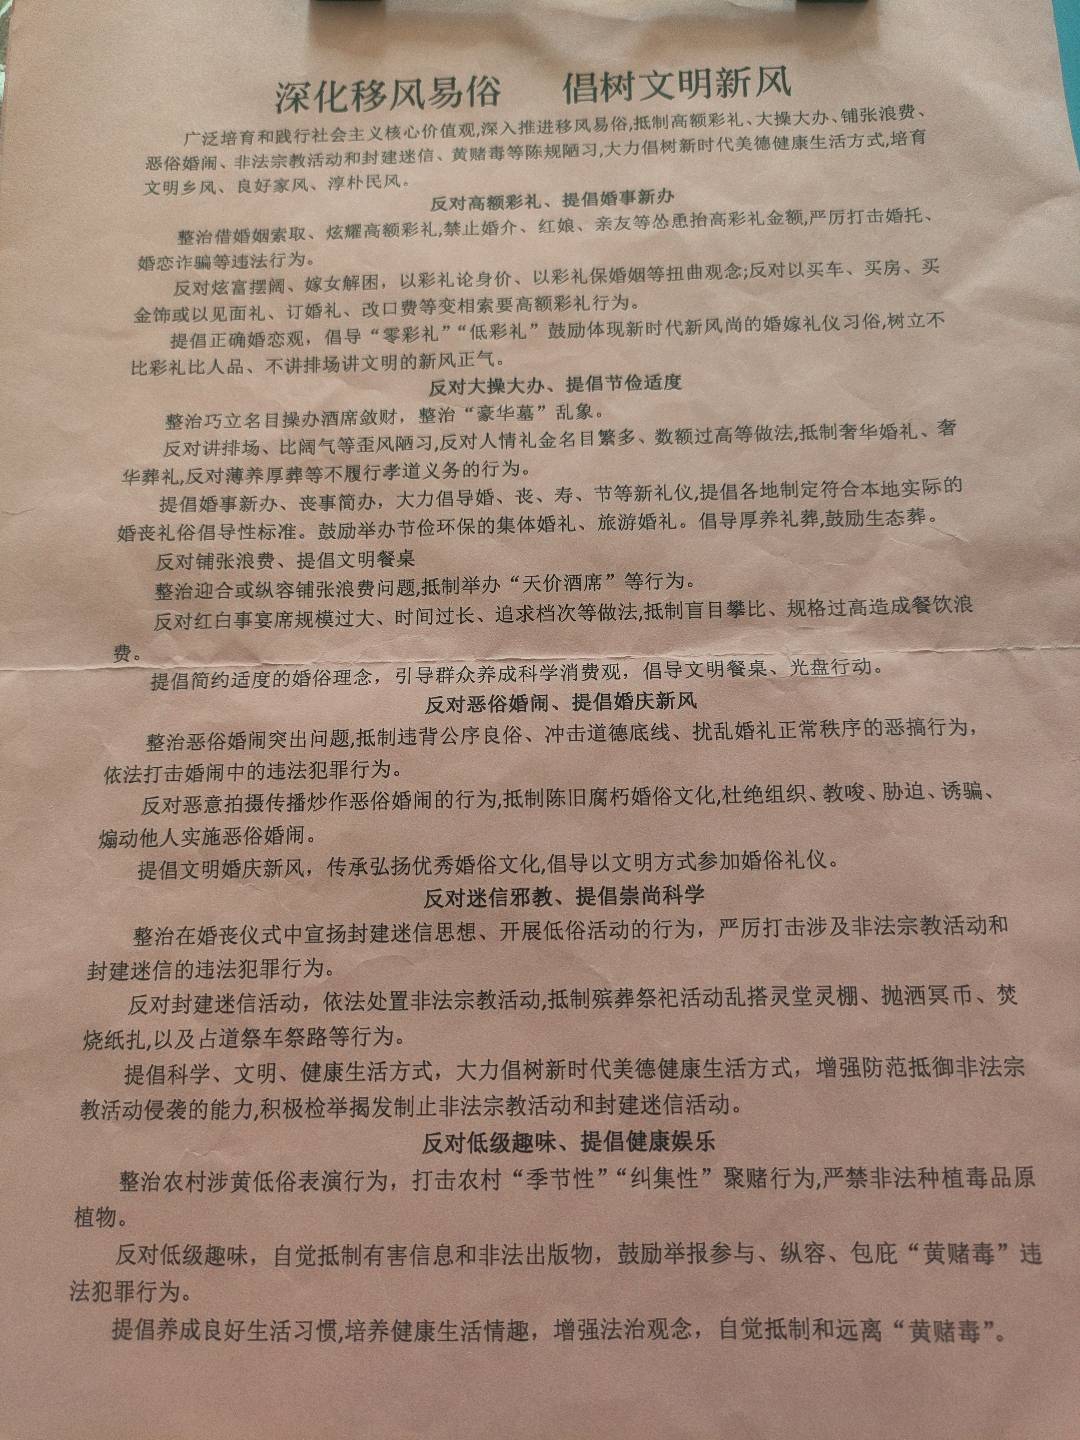 深化移风易俗 倡树文明新风
广泛培育和践行社会主义核心价值观,深入推进移风易俗,抵制高额彩礼、大操大办、铺张浪费、
恶俗婚闹、非法宗教活动和封建迷信、黄赌毒等陈规陋习,大力倡树新时代美德健康生活方式,培育
文明乡风、良好家风、淳朴民风。
反对高额彩礼、提倡婚事新办
整治借婚姻索取、炫耀高额彩礼,禁止婚介、红娘、亲友等怂恿抬高彩礼金额,严厉打击婚托、
婚恋诈骗等违法行为。
反对炫富摆阔、嫁女解困，以彩礼论身价、以彩礼保婚姻等扭曲观念;反对以买车、买房、买
金饰或以见面礼、订婚礼、改口费等变相索要高额彩礼行为。
提倡正确婚恋观，倡导“零彩礼”“低彩礼”鼓励体现新时代新风尚的婚嫁礼仪习俗,树立不
比彩礼比人品、不讲排场讲文明的新风正气。
反对大操大办、提倡节俭适度
整治巧立名目操办酒席敛财，整治“豪华墓”乱象。
反对讲排场、比阔气等歪风陋习,反对人情礼金名目繁多、数额过高等做法,抵制奢华婚礼、奢
华葬礼,反对薄养厚葬等不履行孝道义务的行为。
提倡婚事新办、丧事简办，大力倡导婚、丧、寿、节等新礼仪,提倡各地制定符合本地实际的
婚丧礼俗倡导性标准。鼓励举办节俭环保的集体婚礼、旅游婚礼。倡导厚养礼葬,鼓励生态葬。
反对铺张浪费、提倡文明餐桌
整治迎合或纵容铺张浪费问题,抵制举办“天价酒席”等行为。
反对红白事宴席规模过大、时间过长、追求档次等做法,抵制盲目攀比、规格过高造成餐饮浪
费。
提倡简约适度的婚俗理念，引导群众养成科学消费观，倡导文明餐桌、光盘行动。
反对恶俗婚闹、提倡婚庆新风
整治恶俗婚闹突出问题,抵制违背公序良俗、冲击道德底线、扰乱婚礼正常秩序的恶搞行为，
依法打击婚闹中的违法犯罪行为。
反对恶意拍摄传播炒作恶俗婚闹的行为,抵制陈旧腐朽婚俗文化,杜绝组织、教唆、胁迫、诱骗、
煽动他人实施恶俗婚闹。
提倡文明婚庆新风，传承弘扬优秀婚俗文化,倡导以文明方式参加婚俗礼仪。
反对迷信邪教、提倡崇尚科学
整治在婚丧仪式中宣扬封建迷信思想、开展低俗活动的行为，严厉打击涉及非法宗教活动和
封建迷信的违法犯罪行为。
反对封建迷信活动，依法处置非法宗教活动,抵制殡葬祭祀活动乱搭灵堂灵棚、抛洒冥币、焚
烧纸扎,以及占道祭车祭路等行为。
提倡科学、文明、健康生活方式，大力倡树新时代美德健康生活方式，增强防范抵御非法宗
教活动侵袭的能力,积极检举揭发制止非法宗教活动和封建迷信活动。
反对低级趣味、提倡健康娱乐
整治农村涉黄低俗表演行为，打击农村“季节性”“纠集性”聚赌行为,严禁非法种植毒品原
植物。
反对低级趣味，自觉抵制有害信息和非法出版物，鼓励举报参与、纵容、包庇“黄赌毒”违
法犯罪行为。
提倡养成良好生活习惯,培养健康生活情趣，增强法治观念，自觉抵制和远离“黄赌毒”。